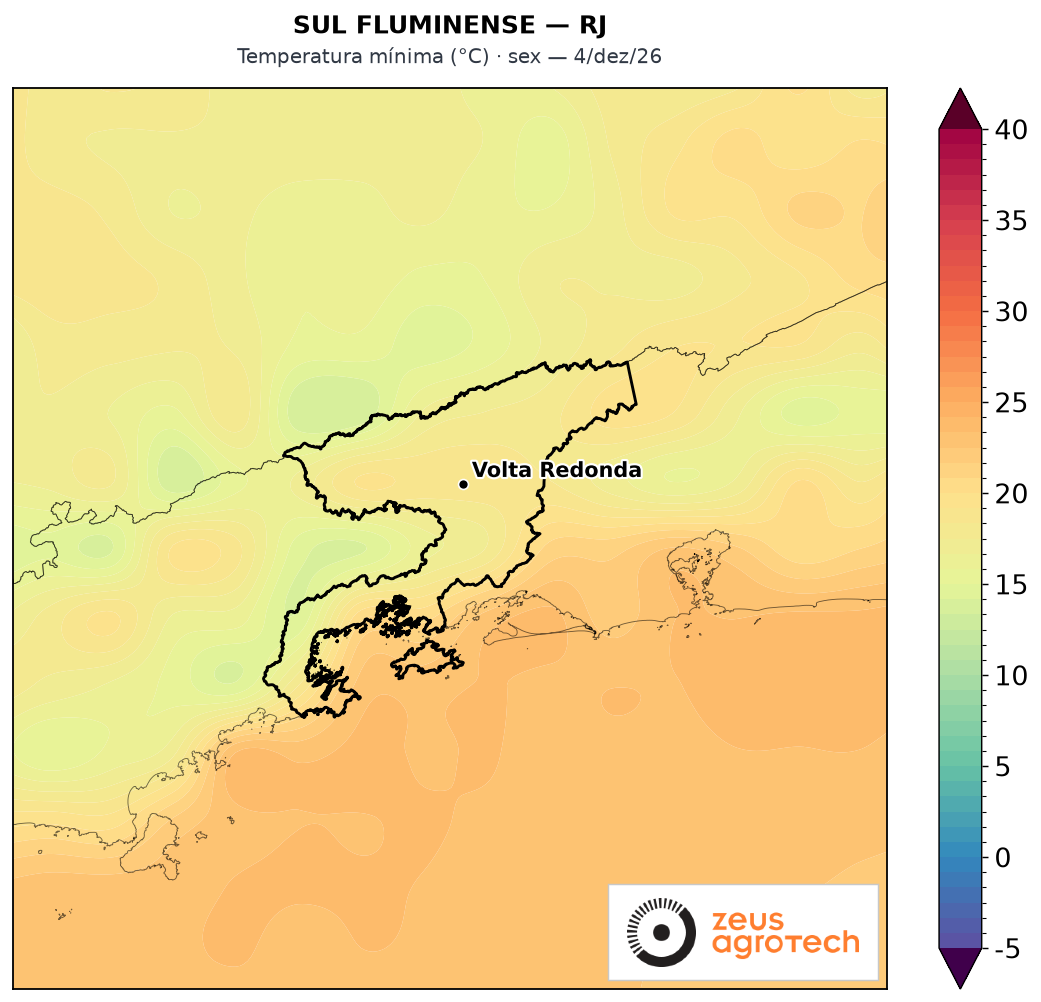 SUL FLUMINENSE — RJ
Temperatura mínima (°C) · sex — 4/dez/26
40
35
30
25
20
15
10
5
0
-5
Volta Redonda
zeus
agrotech